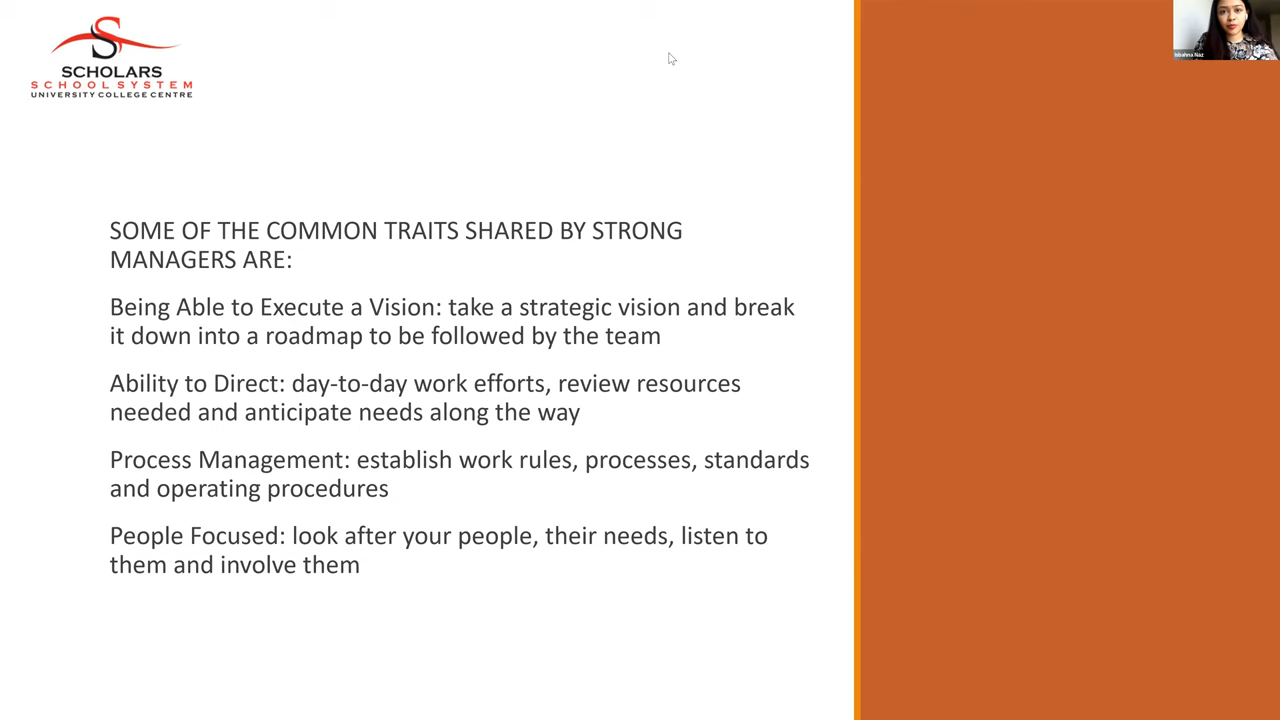 S
SCHOLARS
SCHOOL SYSTEM
UNIVERSITY COLLEGE CENTRE
SOME OF THE COMMON TRAITS SHARED BY STRONG
MANAGERS ARE:
Being Able to Execute a Vision: take a strategic vision and break
it down into a roadmap to be followed by the team
Ability to Direct: day-to-day work efforts, review resources
needed and anticipate needs along the way
Process Management: establish work rules, processes, standards
and operating procedures
People Focused: look after your people, their needs, listen to
them and involve them